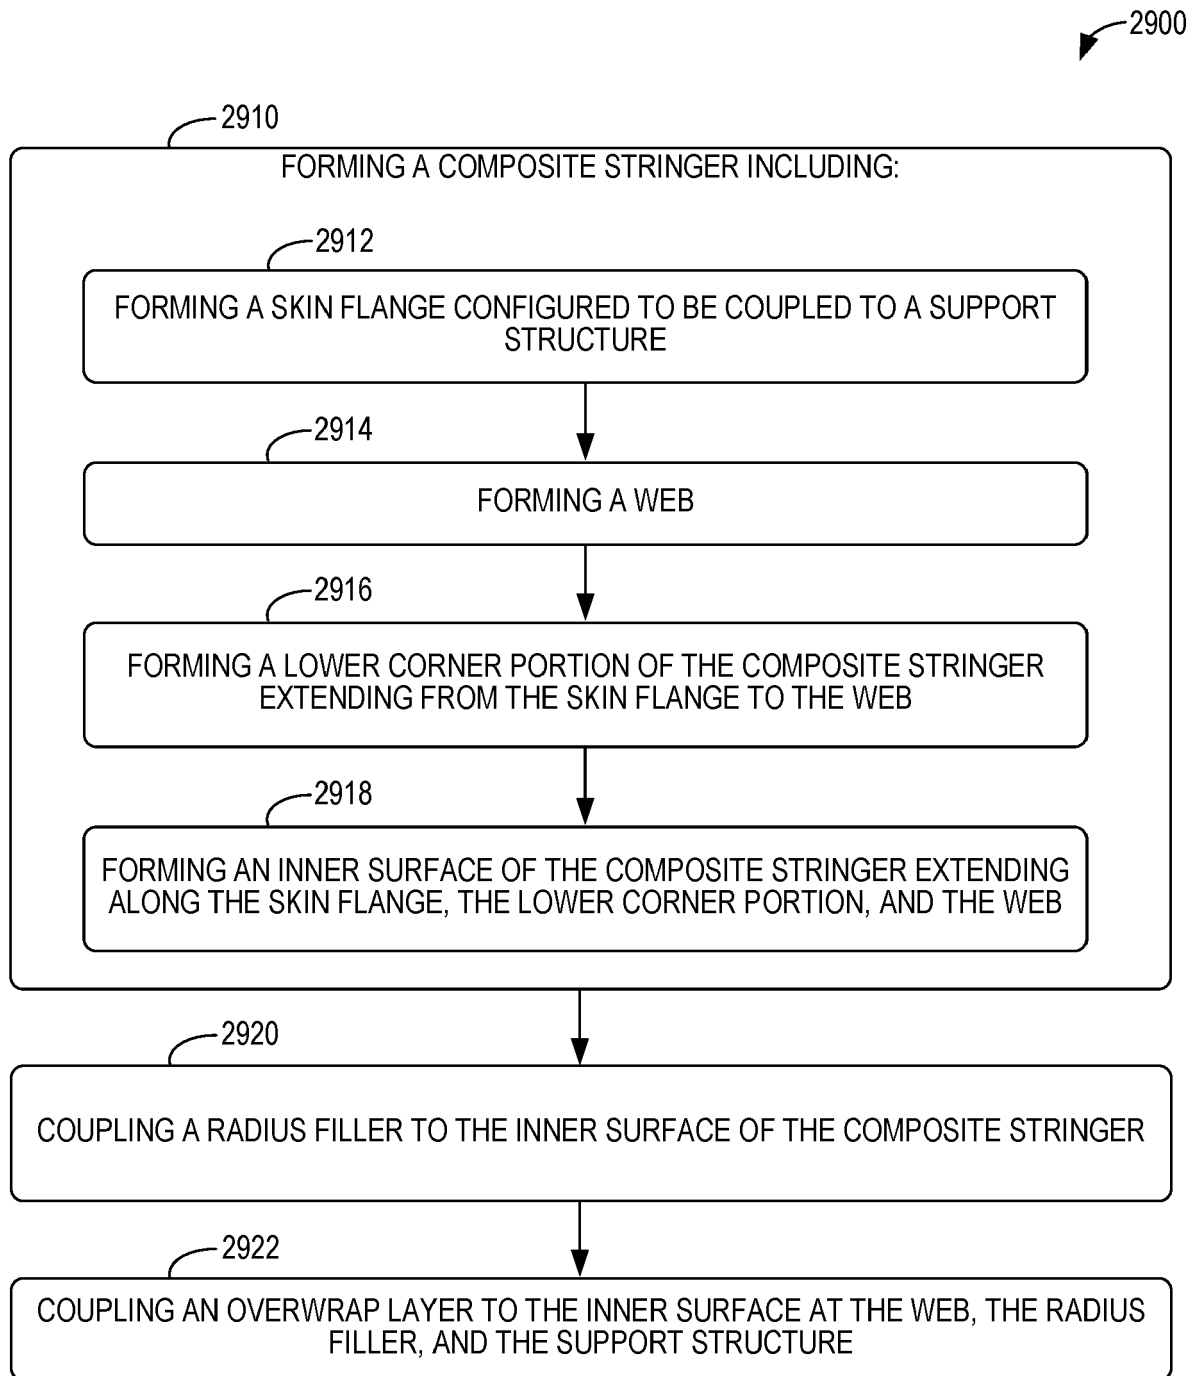 2900
2910
FORMING A COMPOSITE STRINGER INCLUDING:
2912
FORMING A SKIN FLANGE CONFIGURED TO BE COUPLED TO A SUPPORT
STRUCTURE
2914
FORMING A WEB
2916
FORMING A LOWER CORNER PORTION OF THE COMPOSITE STRINGER
EXTENDING FROM THE SKIN FLANGE TO THE WEB
2918
FORMING AN INNER SURFACE OF THE COMPOSITE STRINGER EXTENDING
ALONG THE SKIN FLANGE, THE LOWER CORNER PORTION, AND THE WEB
2920
COUPLING A RADIUS FILLER TO THE INNER SURFACE OF THE COMPOSITE STRINGER
2922
COUPLING AN OVERWRAP LAYER TO THE INNER SURFACE AT THE WEB, THE RADIUS
FILLER, AND THE SUPPORT STRUCTURE